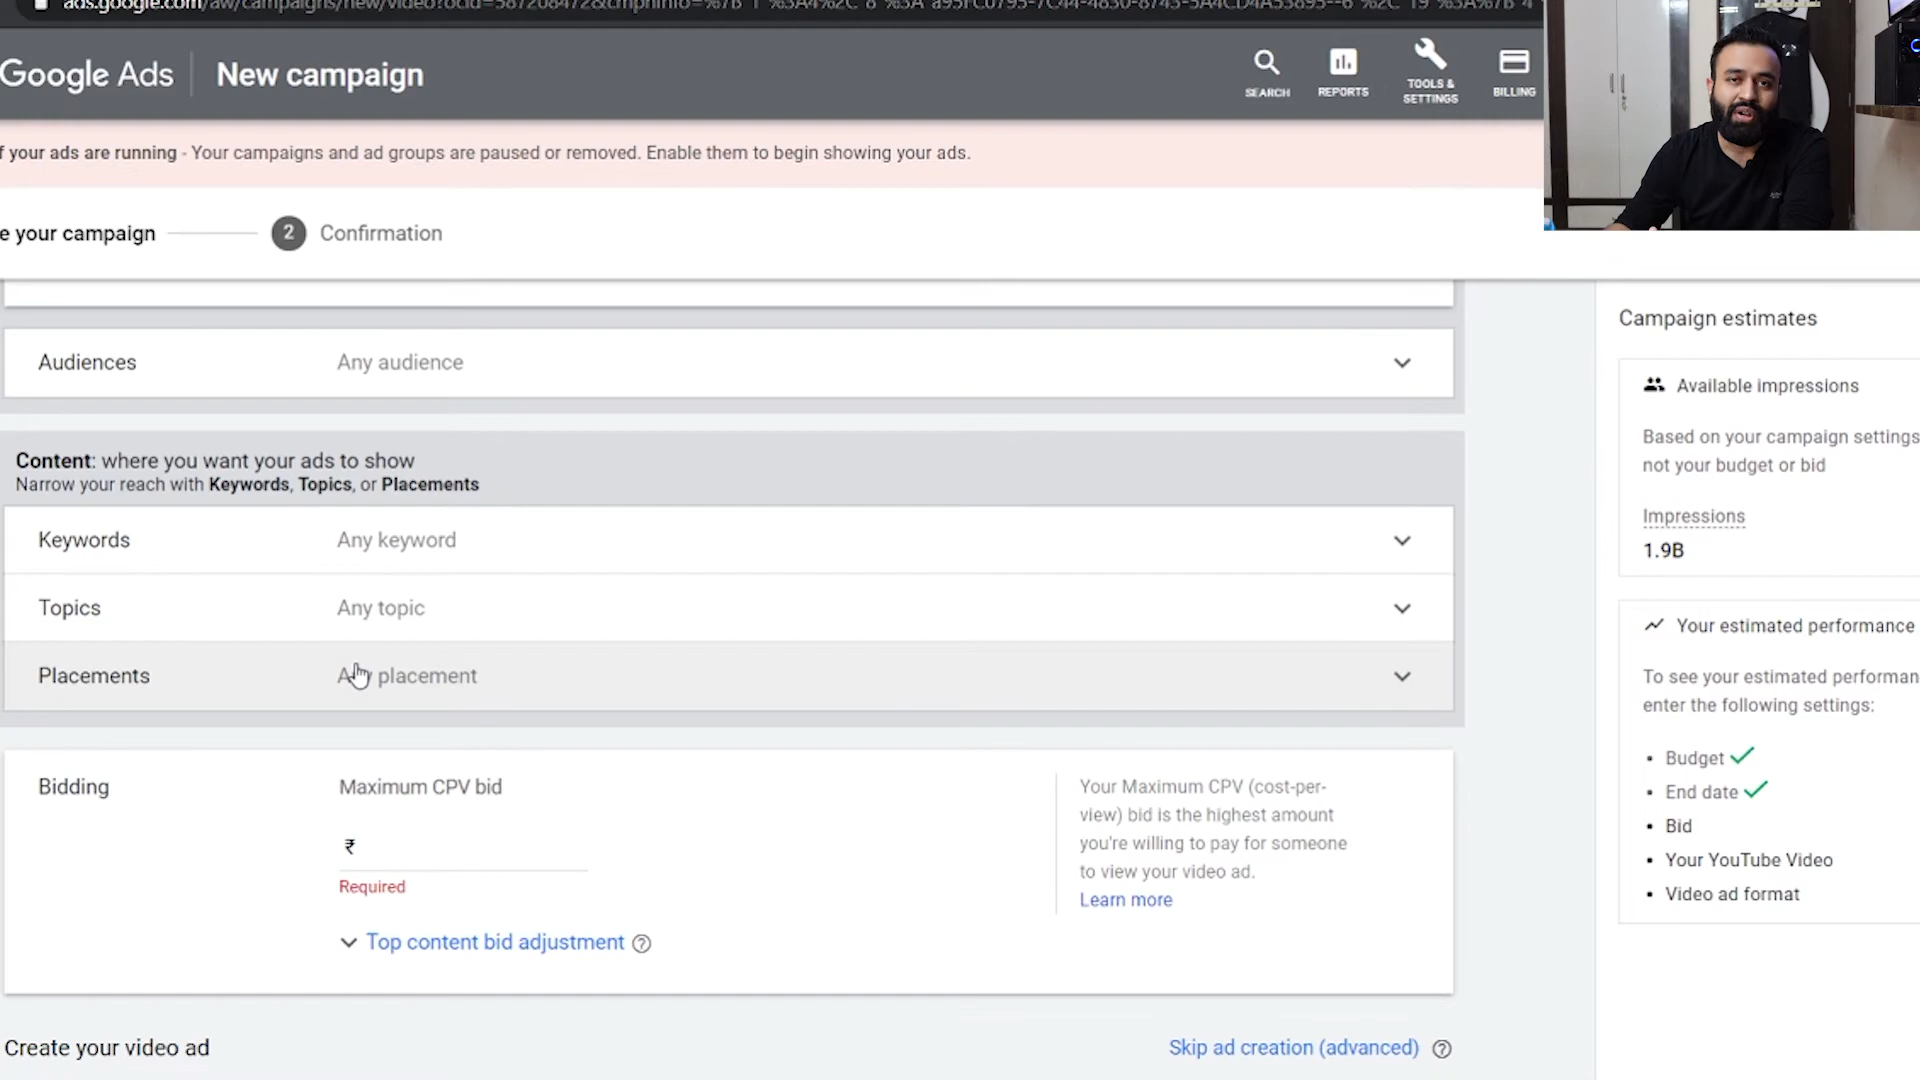 Google Ads
New campaign
SEARCH
REPORTS
TOOLS &
SETTINGS
BILLING
f your ads are running - Your campaigns and ad groups are paused or removed. Enable them to begin showing your ads.
e your campaign
2 Confirmation
Audiences Any audience
Content: where you want your ads to show
Narrow your reach with Keywords, Topics, or Placements
Keywords Any keyword
Topics Any topic
Placements Any placement
Bidding Maximum CPV bid
₹
Required
Top content bid adjustment
Your Maximum CPV (cost-per-
view) bid is the highest amount
you're willing to pay for someone
to view your video ad.
Learn more
Create your video ad
Skip ad creation (advanced)
Campaign estimates
Available impressions
Based on your campaign settings
not your budget or bid
Impressions
1.9B
Your estimated performance
To see your estimated performan
enter the following settings:
• Budget
• End date
• Bid
• Your YouTube Video
• Video ad format